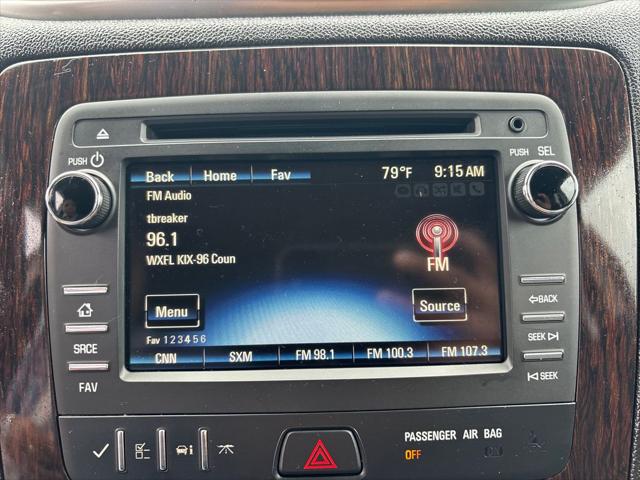 PUSH
PUSH SEL
Back Home Fav 79°F 9:15 AM
FM Audio
tbreaker
96.1
WXFL KIX-96 Coun
FM
Menu
Source
Fav 1 2 3 4 5 6
CNN SXM FM 98.1 FM 100.3 FM 107.3
SRCE
FAV
BACK
SEEK
SEEK
PASSENGER AIR BAG
OFF ON